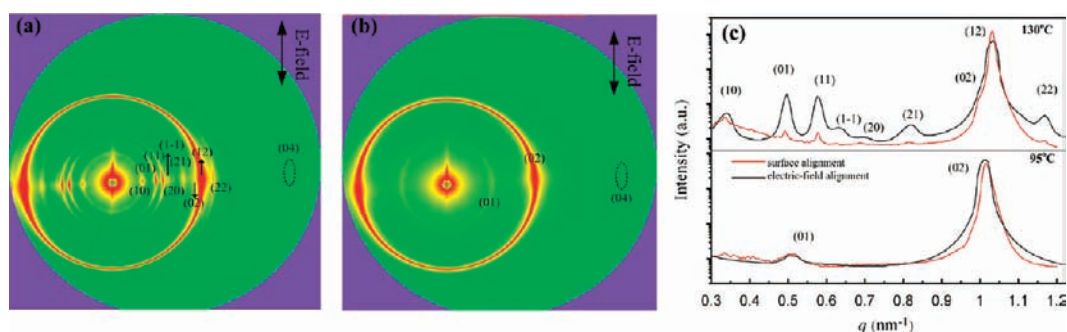 (a)
E-field
(1-1)
(11)
(12)
(01)
(21)
(04)
(10)
(20)
(22)
(02)
(b)
E-field
(02)
(01)
(04)
(c)
130°C
(12)
(01)
(11)
(02)
(22)
(10)
(1-1)
(20)
(21)
Intensity (a.u.)
surface alignment
electric-field alignment
95°C
(02)
(01)
0.3 0.4 0.5 0.6 0.7 0.8 0.9 1 1.1 1.2
q (nm-1)